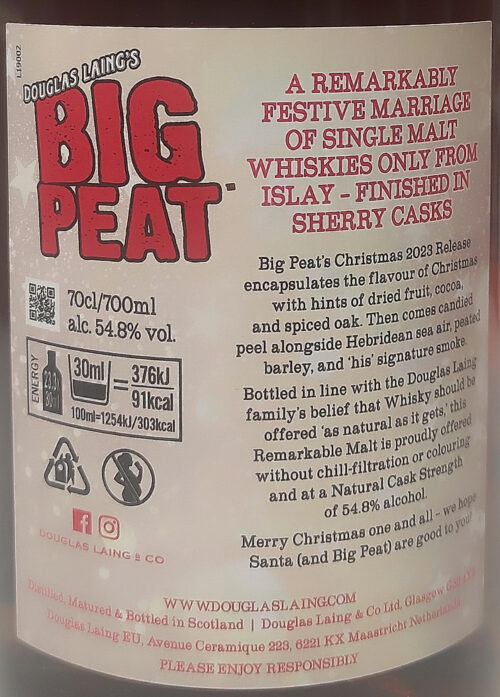 L19002
DOUGLAS LAING'S
BIG
PEAT
A REMARKABLY
FESTIVE MARRIAGE
OF SINGLE MALT
WHISKIES ONLY FROM
ISLAY – FINISHED IN
SHERRY CASKS
Big Peat's Christmas 2023 Release
encapsulates the flavour of Christmas
with hints of dried fruit, cocoa,
and spiced oak. Then comes candied
peel alongside Hebridean sea air, peated
barley, and 'his' signature smoke.
Bottled in line with the Douglas Laing
family's belief that Whisky should be
offered 'as natural as it gets,' this
Remarkable Malt is proudly offered
without chill-filtration or colouring
and at a Natural Cask Strength
of 54.8% alcohol.
Merry Christmas one and all – we hope
Santa (and Big Peat) are good to you!
70cl/700ml
alc. 54.8% vol.
ENERGY
30ml = 376kJ
91kcal
100ml=1254kJ/303kcal
DOUGLAS LAING & CO
WWW.DOUGLASLAING.COM
Distilled, Matured & Bottled in Scotland | Douglas Laing & Co Ltd, Glasgow
Douglas Laing EU, Avenue Ceramique 223, 6221 KX Maastricht Netherlands
PLEASE ENJOY RESPONSIBLY